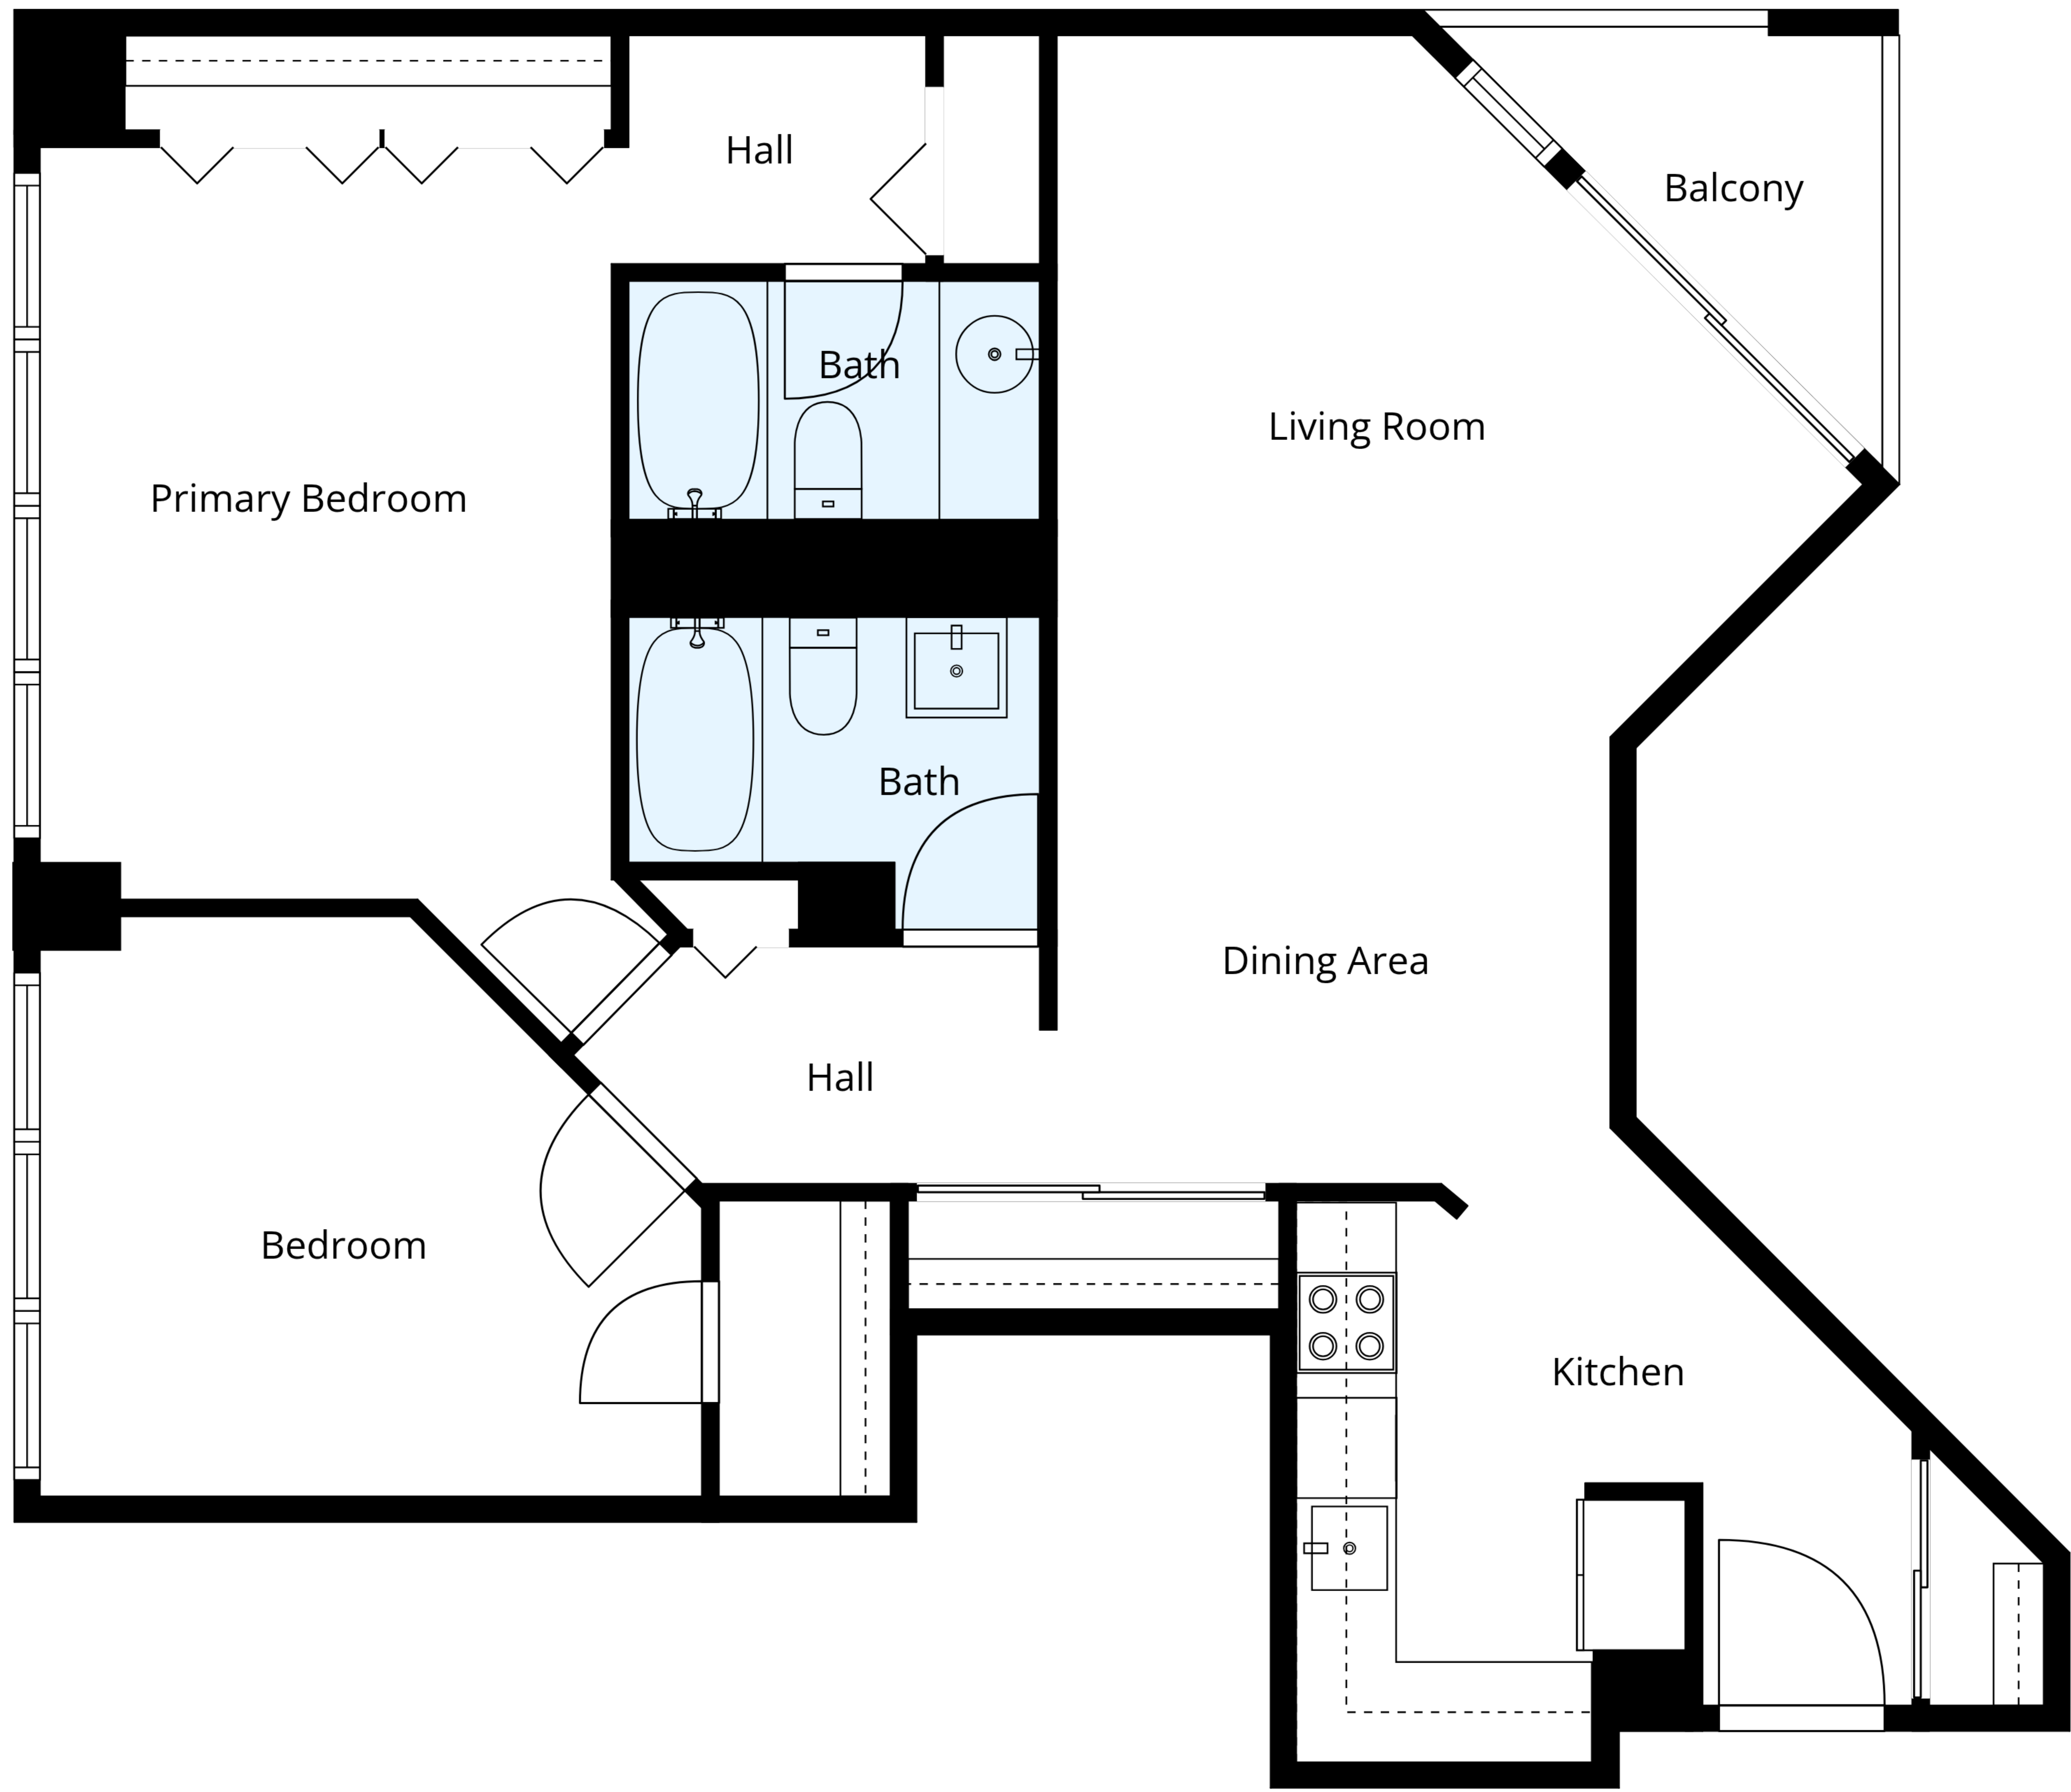 Hall
Balcony
Bath
Living Room
Primary Bedroom
Bath
Dining Area
Hall
Bedroom
Kitchen